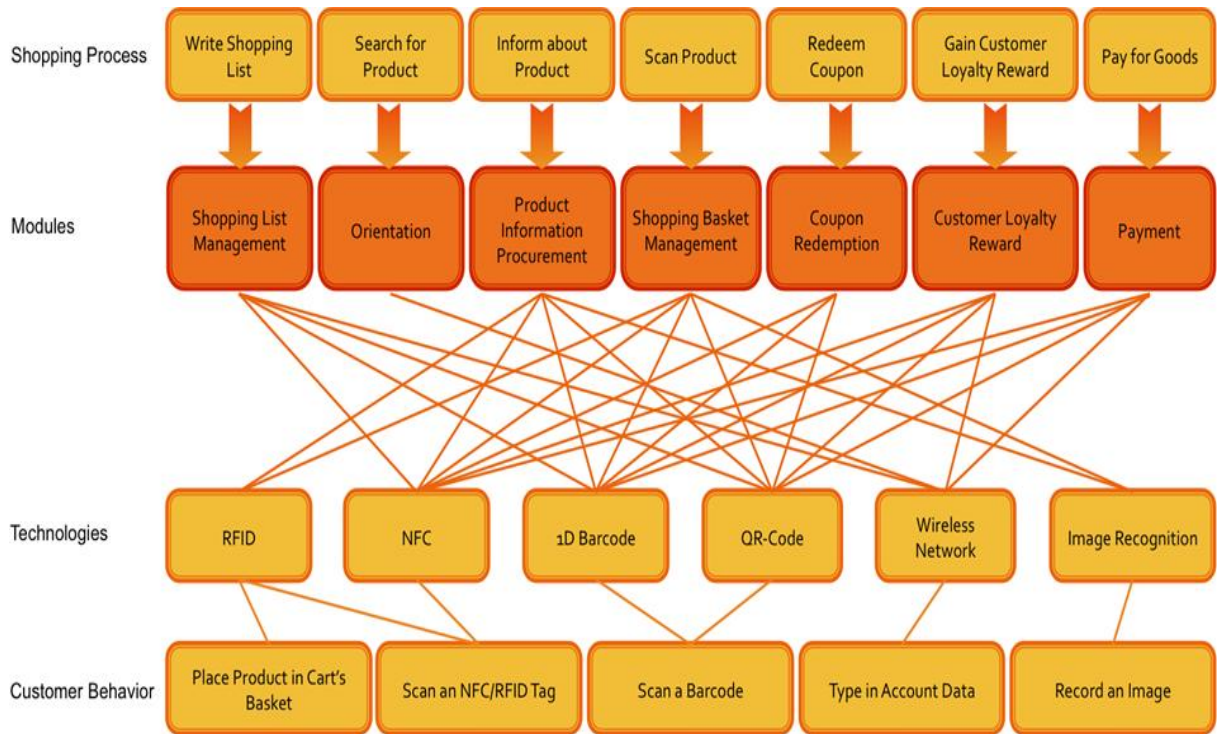 Shopping Process
Write Shopping
List
Search for
Product
Inform about
Product
Scan Product
Redeem
Coupon
Gain Customer
Loyalty Reward
Pay for Goods
Modules
Shopping List
Management
Orientation
Product
Information
Procurement
Shopping Basket
Management
Coupon
Redemption
Customer Loyalty
Reward
Payment
Technologies
RFID
NFC
1D Barcode
QR-Code
Wireless
Network
Image Recognition
Customer Behavior
Place Product in Cart's
Basket
Scan an NFC/RFID Tag
Scan a Barcode
Type in Account Data
Record an Image